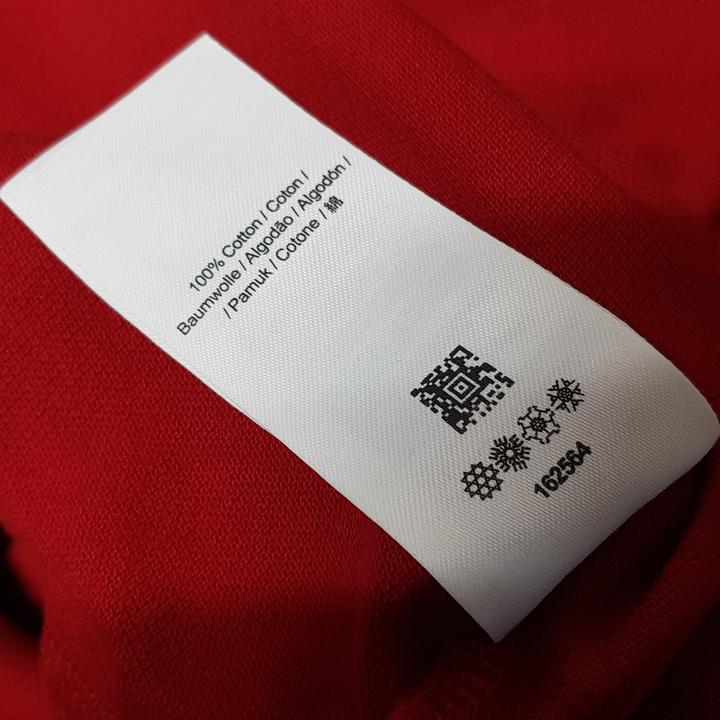 100% Cotton / Coton /
Baumwolle / Algodão / Algodón /
/ Pamuk / Cotone / 綿
162564